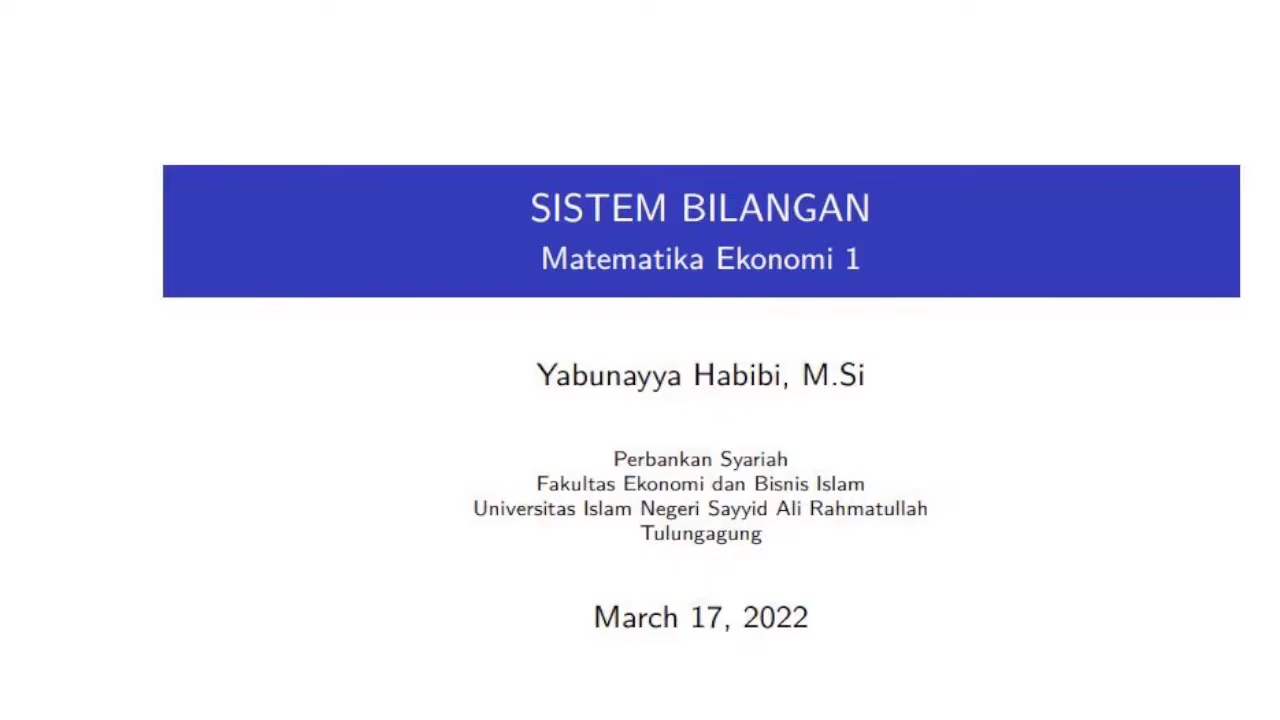 SISTEM BILANGAN
Matematika Ekonomi 1
Yabunayya Habibi, M.Si
Perbankan Syariah
Fakultas Ekonomi dan Bisnis Islam
Universitas Islam Negeri Sayyid Ali Rahmatullah
Tulungagung
March 17, 2022